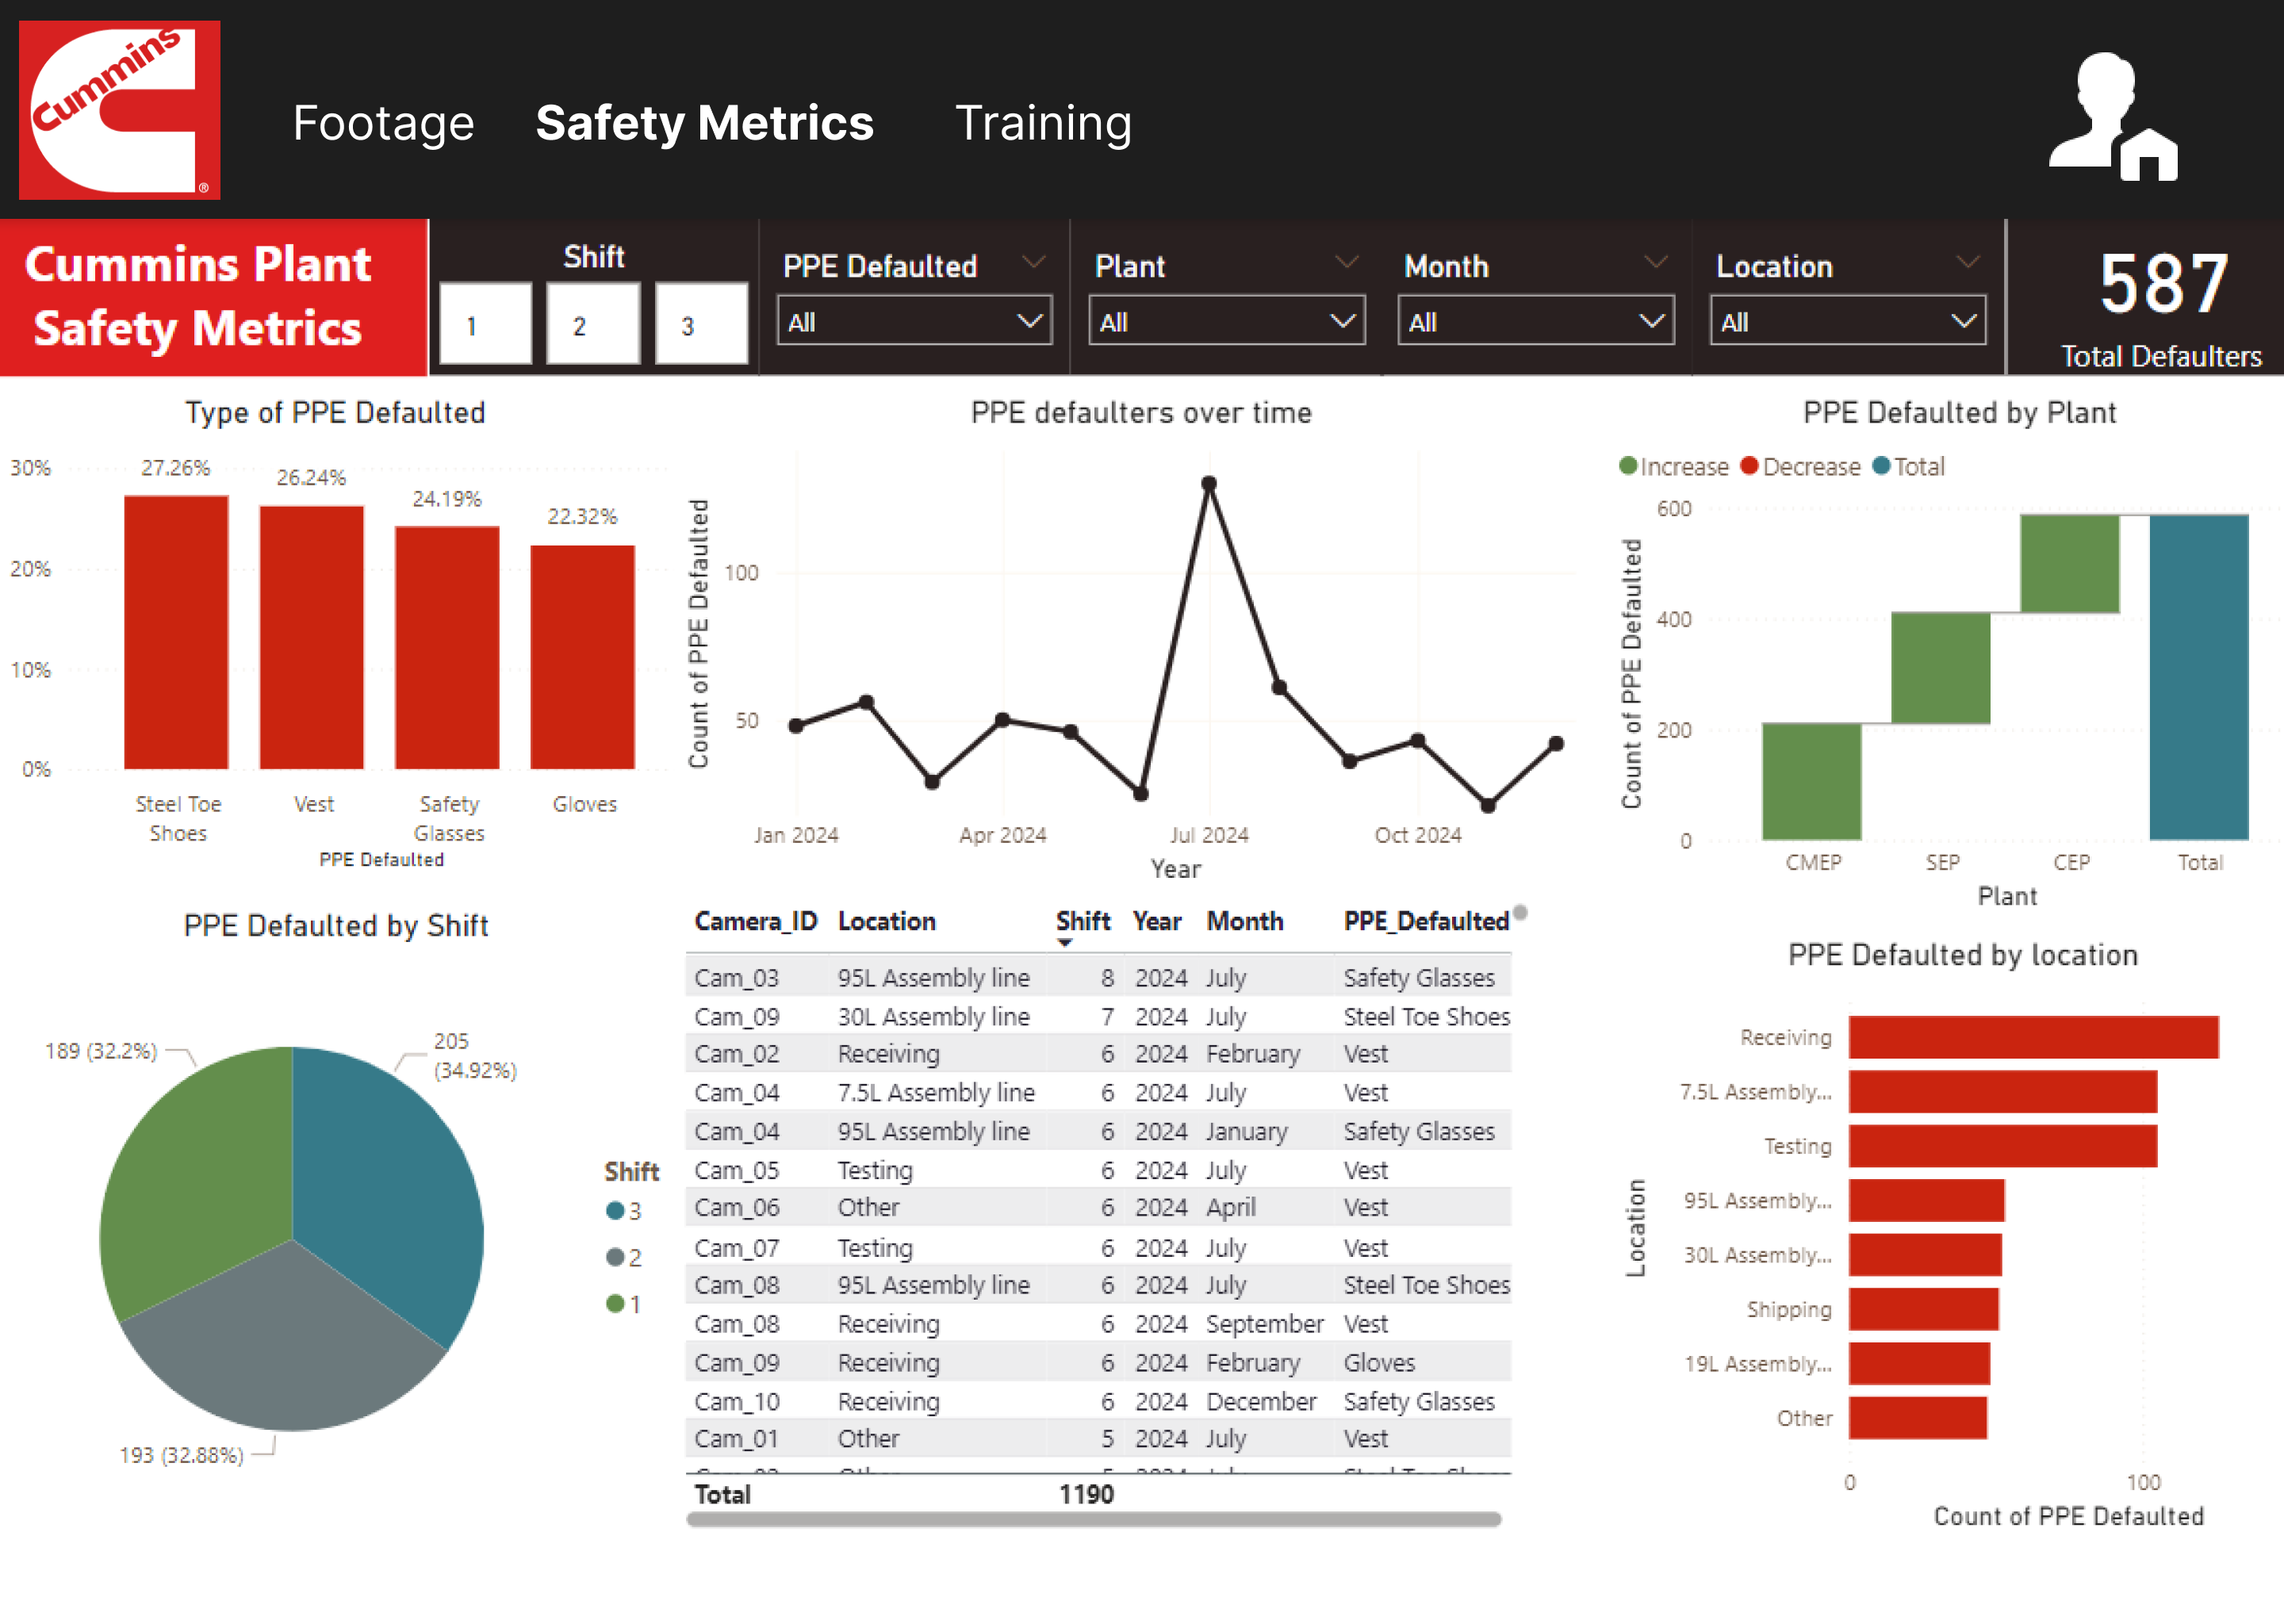 Cummins
®
Footage Safety Metrics Training
Cummins Plant
Safety Metrics
Shift
1 2 3
PPE Defaulted
All
Plant
All
Month
All
Location
All
587
Total Defaulters
Type of PPE Defaulted
30%
20%
10%
0%
27.26%
26.24%
24.19%
22.32%
Steel Toe
Shoes
Vest
Safety
Glasses
Gloves
PPE Defaulted
PPE defaulters over time
Count of PPE Defaulted
100
50
Jan 2024 Apr 2024 Jul 2024 Oct 2024
Year
PPE Defaulted by Plant
Increase Decrease Total
Count of PPE Defaulted
600
400
200
0
CMEP SEP CEP Total
Plant
PPE Defaulted by Shift
189 (32.2%)
205
(34.92%)
193 (32.88%)
Shift
3
2
1
Camera_ID Location Shift Year Month PPE_Defaulted
Cam_03 95L Assembly line 8 2024 July Safety Glasses
Cam_09 30L Assembly line 7 2024 July Steel Toe Shoes
Cam_02 Receiving 6 2024 February Vest
Cam_04 7.5L Assembly line 6 2024 July Vest
Cam_04 95L Assembly line 6 2024 January Safety Glasses
Cam_05 Testing 6 2024 July Vest
Cam_06 Other 6 2024 April Vest
Cam_07 Testing 6 2024 July Vest
Cam_08 95L Assembly line 6 2024 July Steel Toe Shoes
Cam_08 Receiving 6 2024 September Vest
Cam_09 Receiving 6 2024 February Gloves
Cam_10 Receiving 6 2024 December Safety Glasses
Cam_01 Other 5 2024 July Vest
Total 1190
PPE Defaulted by location
Location
Receiving
7.5L Assembly...
Testing
95L Assembly...
30L Assembly...
Shipping
19L Assembly...
Other
0 100
Count of PPE Defaulted